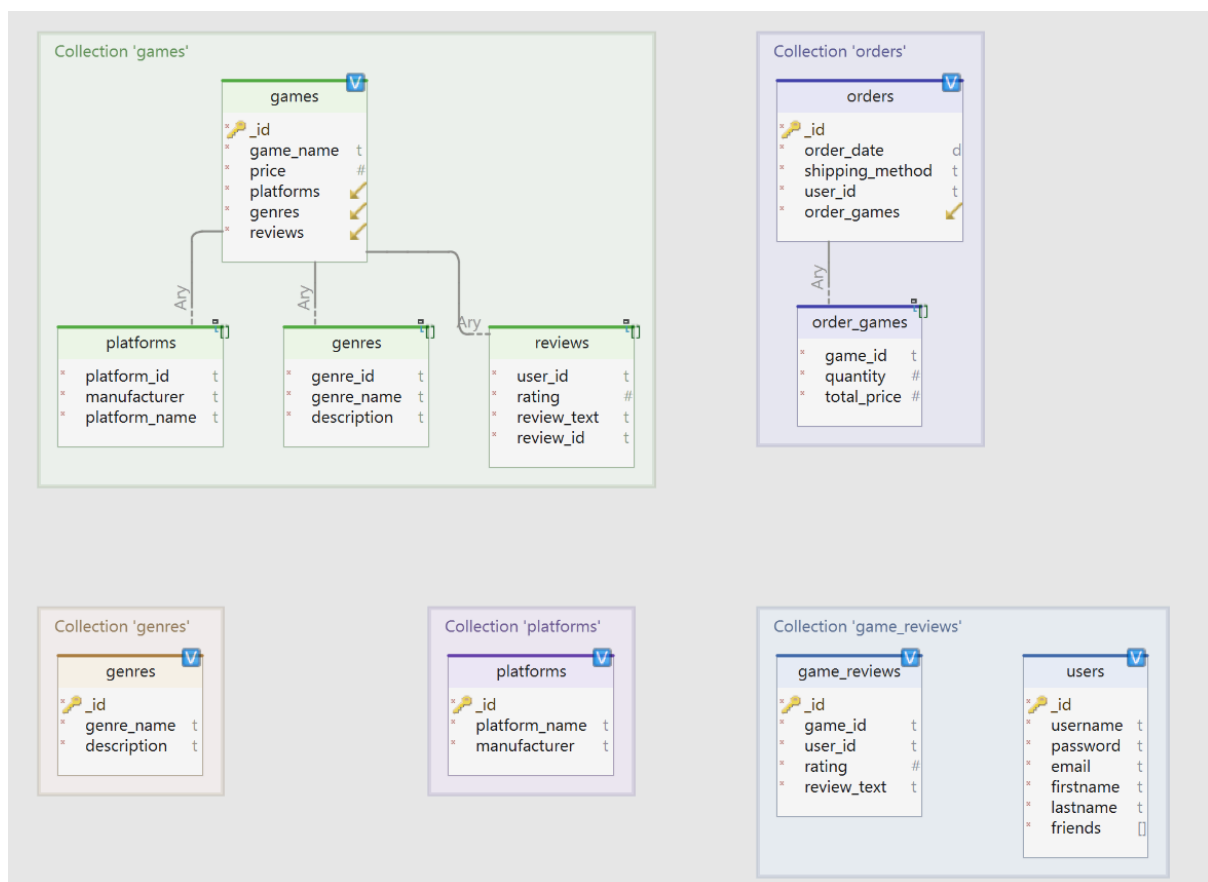 Collection 'games'
games
_id
game_name t
price #
platforms
genres
reviews
Ary
Ary
Ary
platforms
platform_id t
manufacturer t
platform_name t
genres
genre_id t
genre_name t
description t
reviews
user_id t
rating #
review_text t
review_id t
Collection 'orders'
orders
_id
order_date d
shipping_method t
user_id t
order_games
Ary
order_games
game_id t
quantity #
total_price #
Collection 'genres'
genres
_id
genre_name t
description t
Collection 'platforms'
platforms
_id
platform_name t
manufacturer t
Collection 'game_reviews'
game_reviews
_id
game_id t
user_id t
rating #
review_text t
users
_id
username t
password t
email t
firstname t
lastname t
friends []